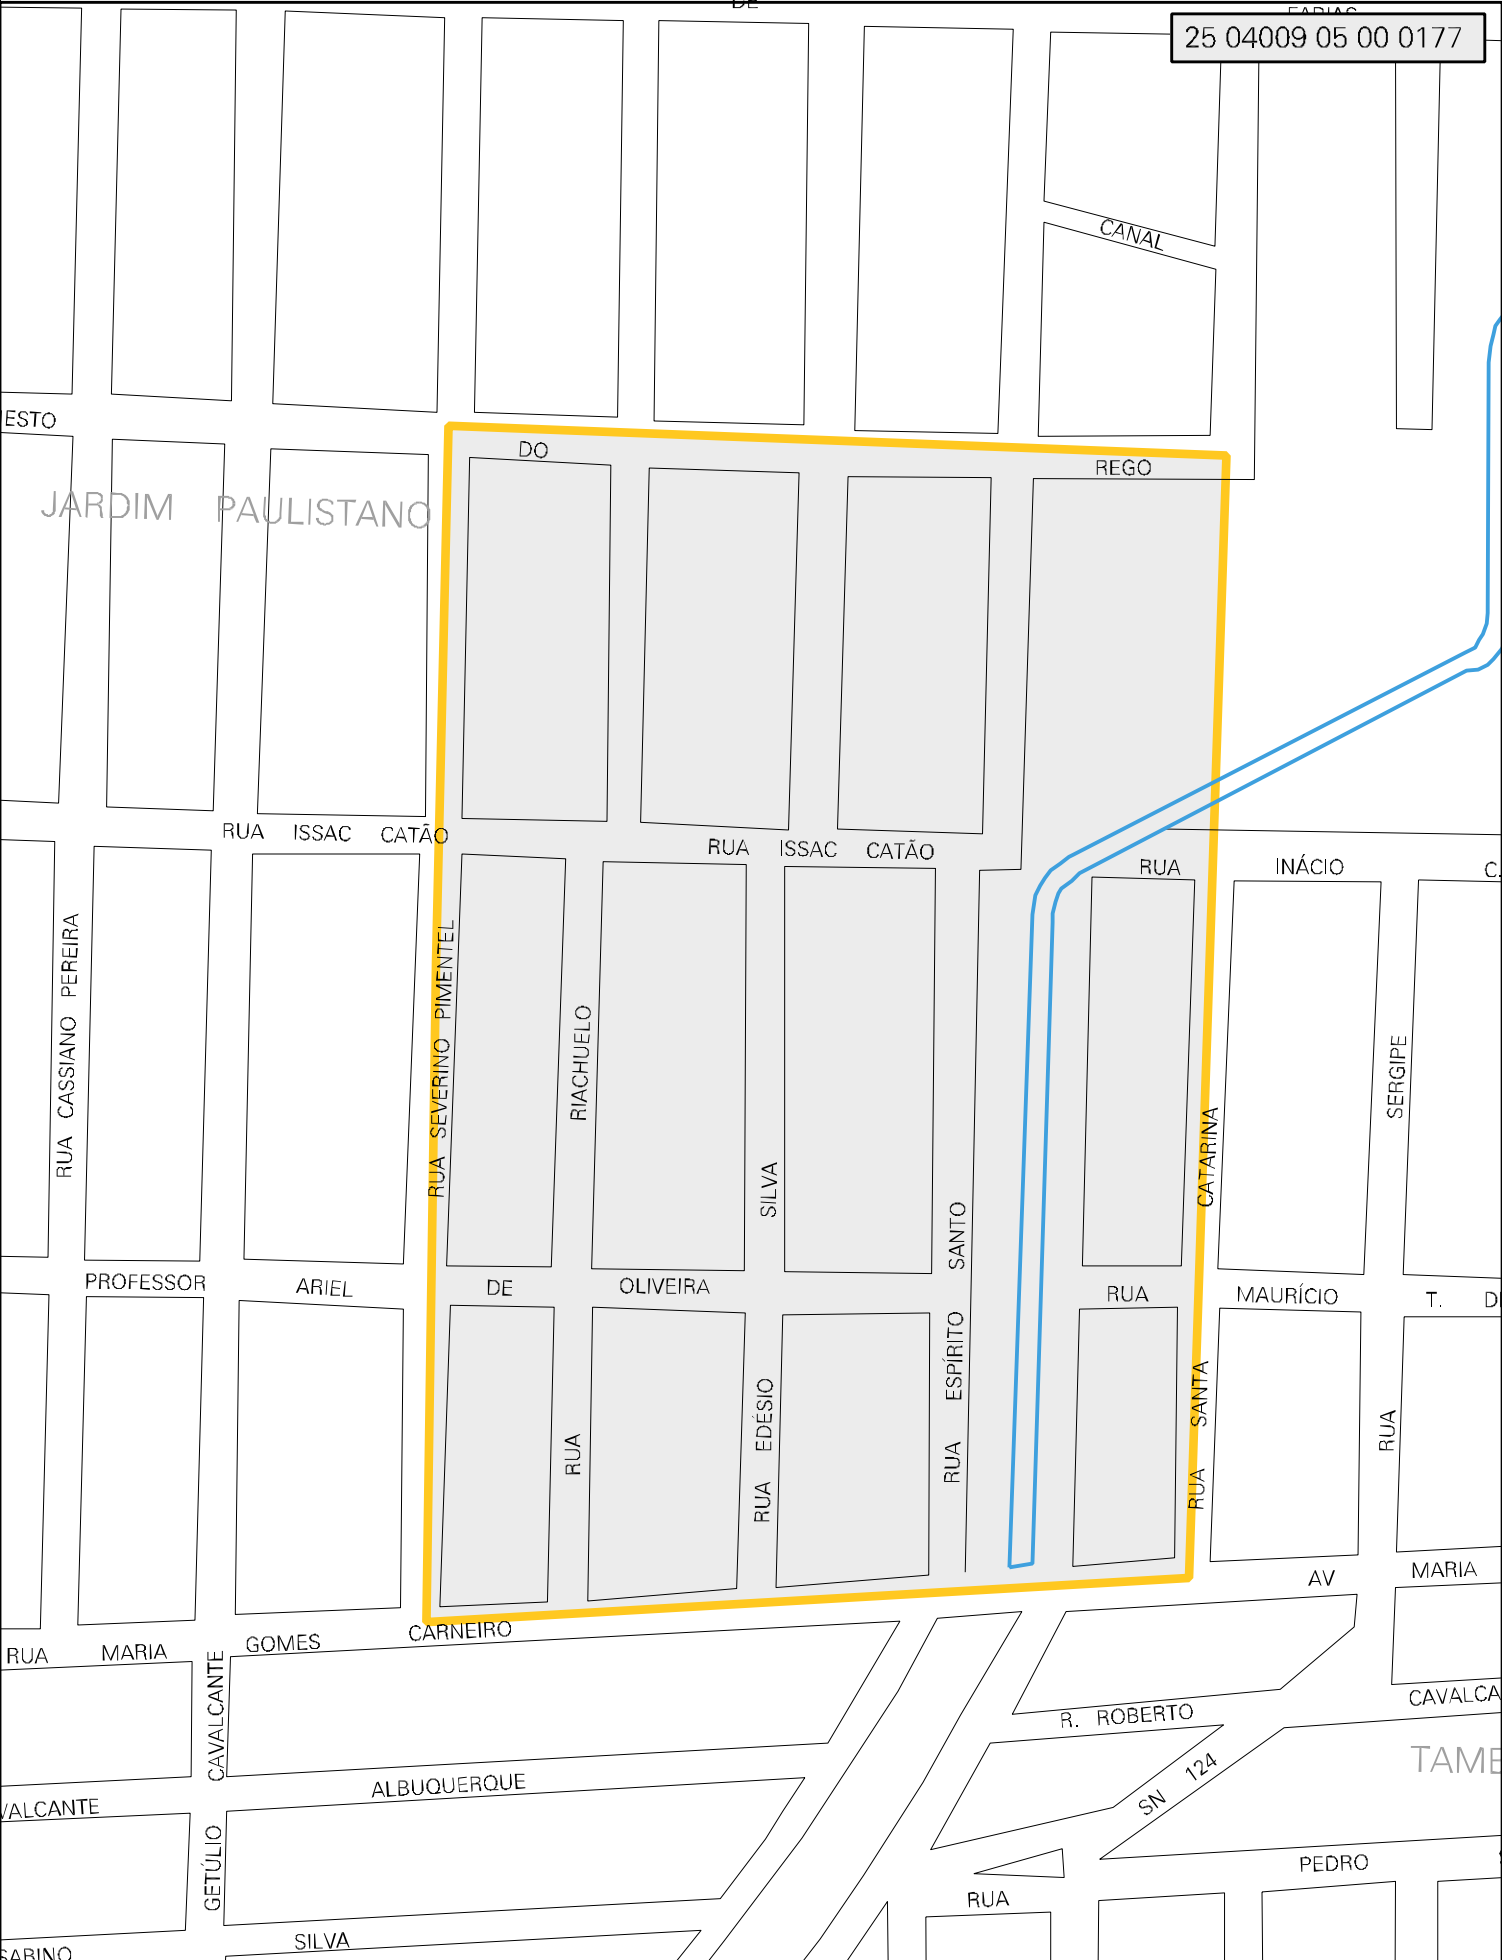 DE
25 04009 05 00 0177
CANAL
ESTO
DO
REGO
JARDIM PAULISTANO
RUA ISSAC CATÃO
RUA ISSAC CATÃO
RUA
INÁCIO
C.
RUA CASSIANO PEREIRA
RUA SEVERINO PIMENTEL
RIACHUELO
SILVA
SANTO
CATARINA
SERGIPE
PROFESSOR
ARIEL
DE
OLIVEIRA
RUA
MAURÍCIO
T.
RUA
RUA EDÉSIO
RUA ESPÍRITO
RUA SANTA
RUA
AV
MARIA
RUA
MARIA
GOMES
CARNEIRO
CAVALCANTE
R. ROBERTO
CAVALCA
SN 124
TAME
ALBUQUERQUE
VALCANTE
GETÚLIO
PEDRO
RUA
SILVA
SABINO